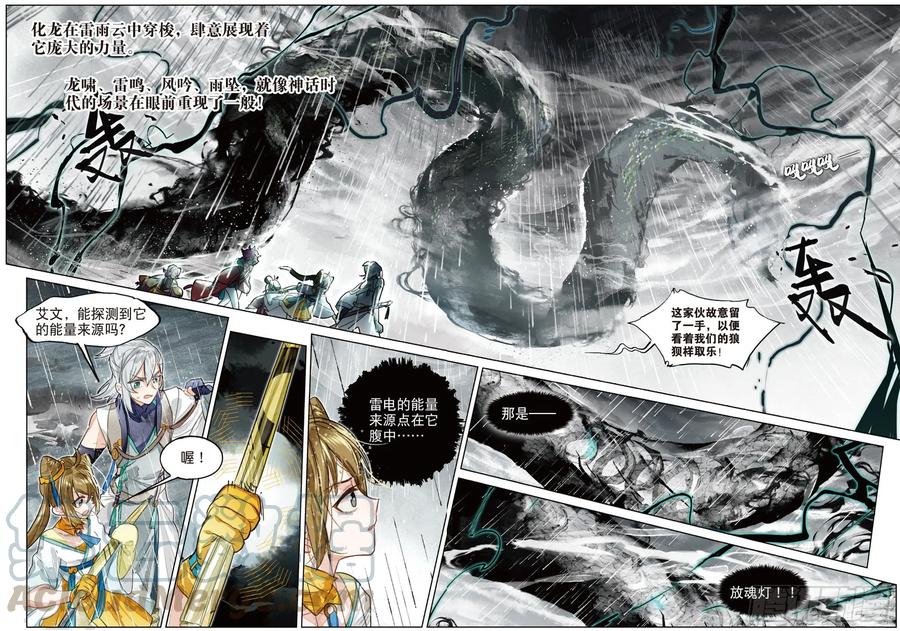 化龙在雷雨云中穿梭，肆意展现着
它庞大的力量。
龙啸、雷鸣、风吟、雨坠，就像神话时
代的场景在眼前重现了一般！
轰
吼吼吼
轰
这家伙故意留
了一手，以便
看着我们的狼
狈样取乐！
艾文，能探测到它
的能量来源吗？
喔！
雷电的能量
来源点在它
腹中……
那是——
放魂灯！！